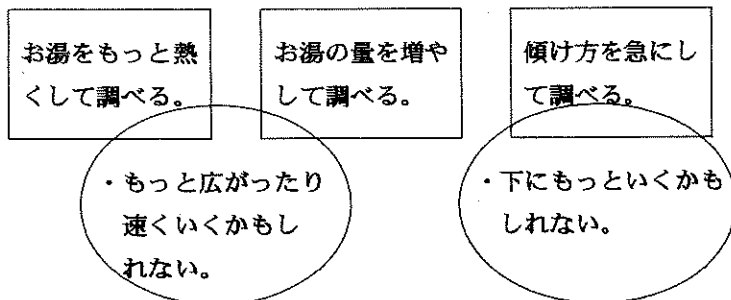 お湯をもっと熱
くして調べる。
お湯の量を増や
して調べる。
傾け方を急にし
て調べる。
・もっと広がったり
速くいくかもし
れない。
・下にもっといくかも
しれない。